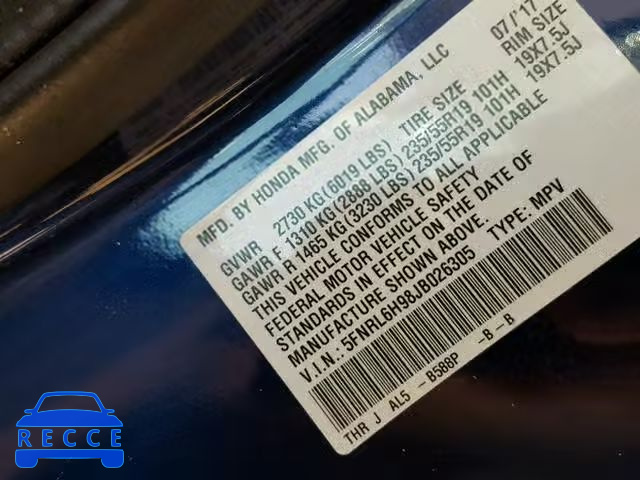 MFD. BY HONDA MFG. OF ALABAMA, LLC 07/'17
GVWR 2730 KG(6019 LBS) TIRE SIZE RIM SIZE
GAWR F 1310 KG(2888 LBS) 235/55R19 101H 19X7.5J
GAWR R 1465 KG(3230 LBS) 235/55R19 101H 19X7.5J
THIS VEHICLE CONFORMS TO ALL APPLICABLE
FEDERAL MOTOR VEHICLE SAFETY
STANDARDS IN EFFECT ON THE DATE OF
MANUFACTURE SHOWN ABOVE.
V.I.N.: 5FNRL6H98JB026305 TYPE: MPV
THR J AL5 -B588P -B-B
RECCE